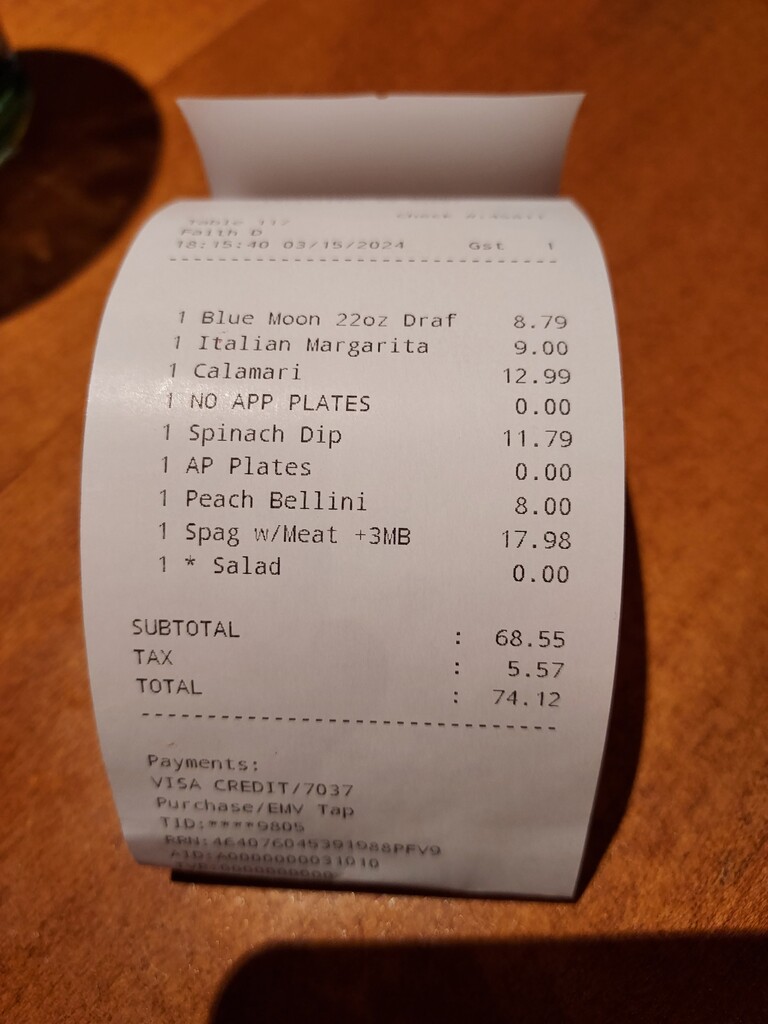 Table 117
Faith D
18:15:40 03/15/2024 Gst 1
1 Blue Moon 22oz Draf 8.79
1 Italian Margarita 9.00
1 Calamari 12.99
1 NO APP PLATES 0.00
1 Spinach Dip 11.79
1 AP Plates 0.00
1 Peach Bellini 8.00
1 Spag w/Meat +3MB 17.98
1 * Salad 0.00
SUBTOTAL : 68.55
TAX : 5.57
TOTAL : 74.12
Payments:
VISA CREDIT/7037
Purchase/EMV Tap
TID:****9805
RRN:464076045391988PFV9
AID:A0000000031010